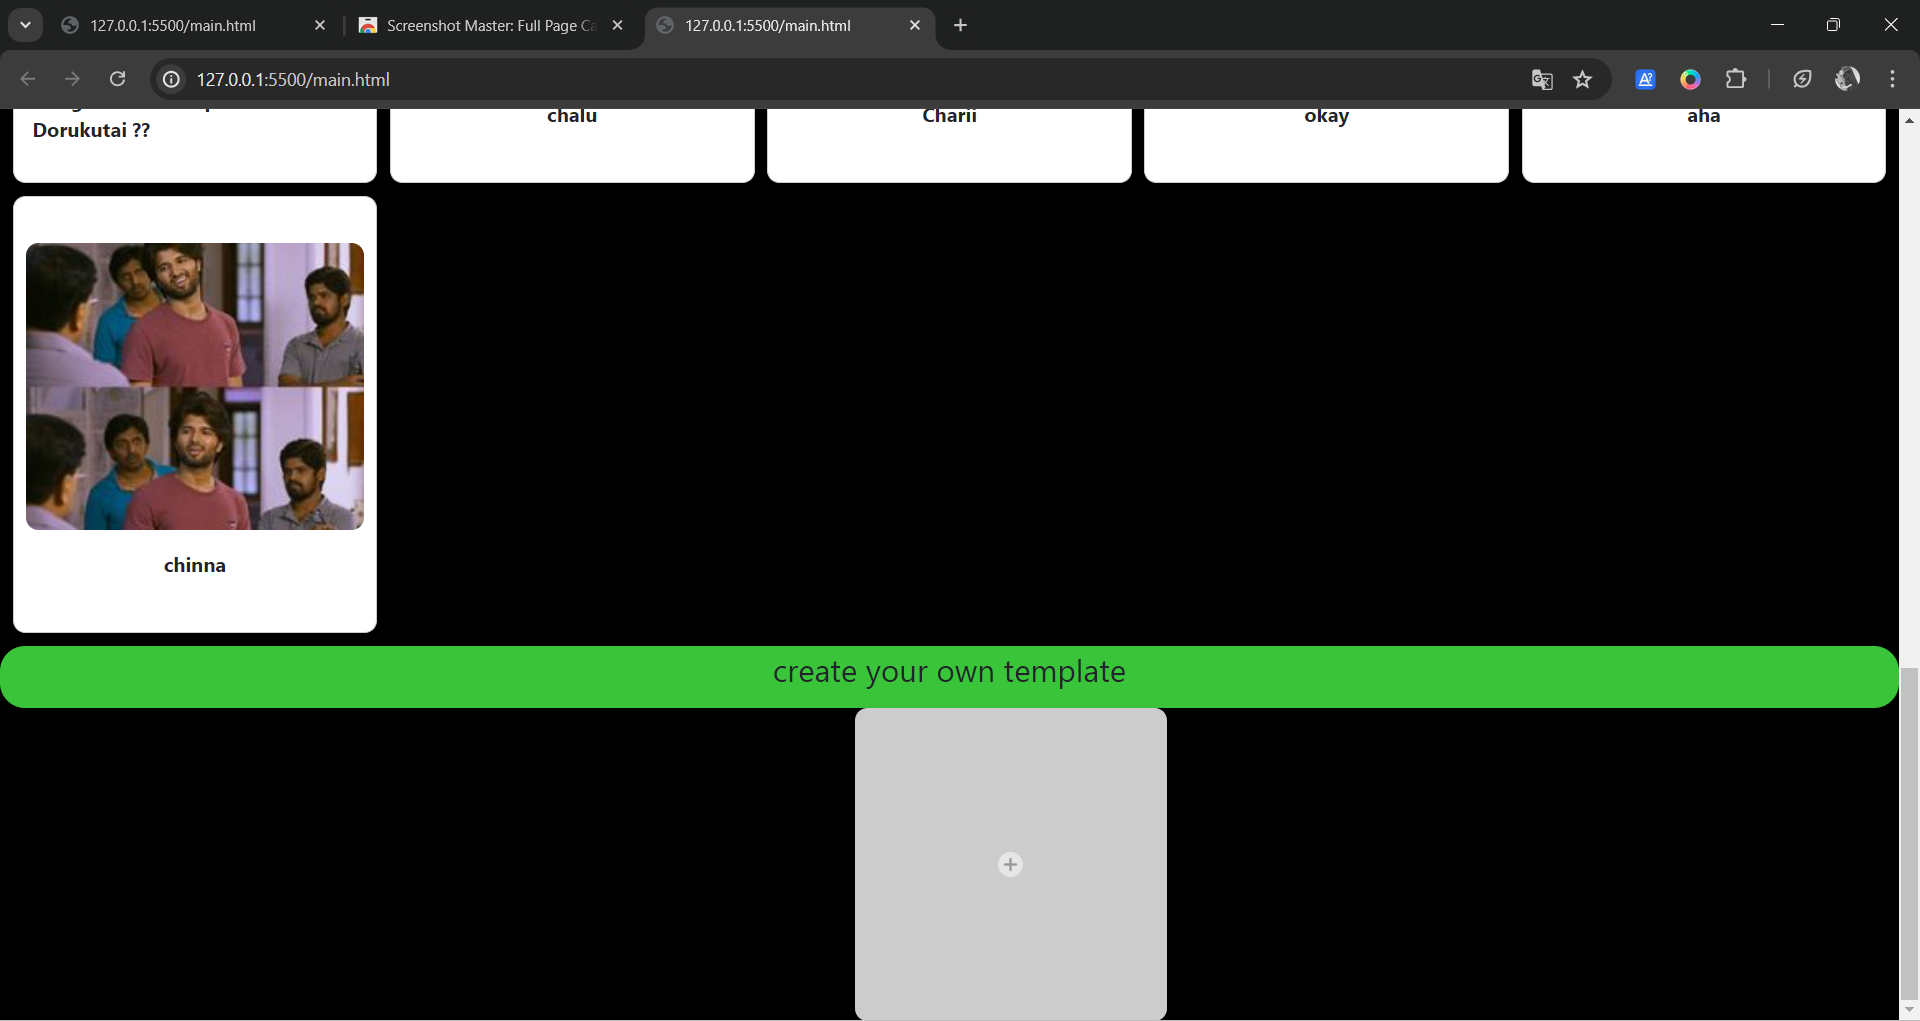 127.0.0.1:5500/main.html
Screenshot Master: Full Page Ca
127.0.0.1:5500/main.html
127.0.0.1:5500/main.html
Dorukutai ??
chalu
Charii
okay
aha
chinna
create your own template